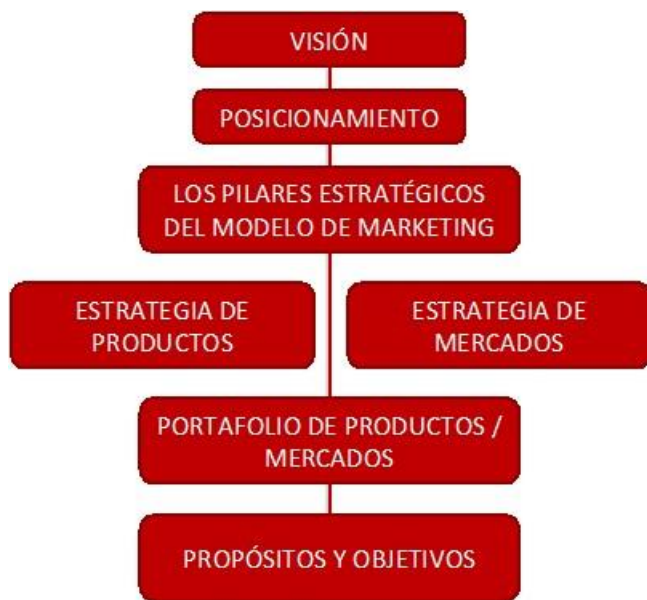 VISIÓN
POSICIONAMIENTO
LOS PILARES ESTRATÉGICOS
DEL MODELO DE MARKETING
ESTRATEGIA DE
PRODUCTOS
ESTRATEGIA DE
MERCADOS
PORTAFOLIO DE PRODUCTOS /
MERCADOS
PROPÓSITOS Y OBJETIVOS